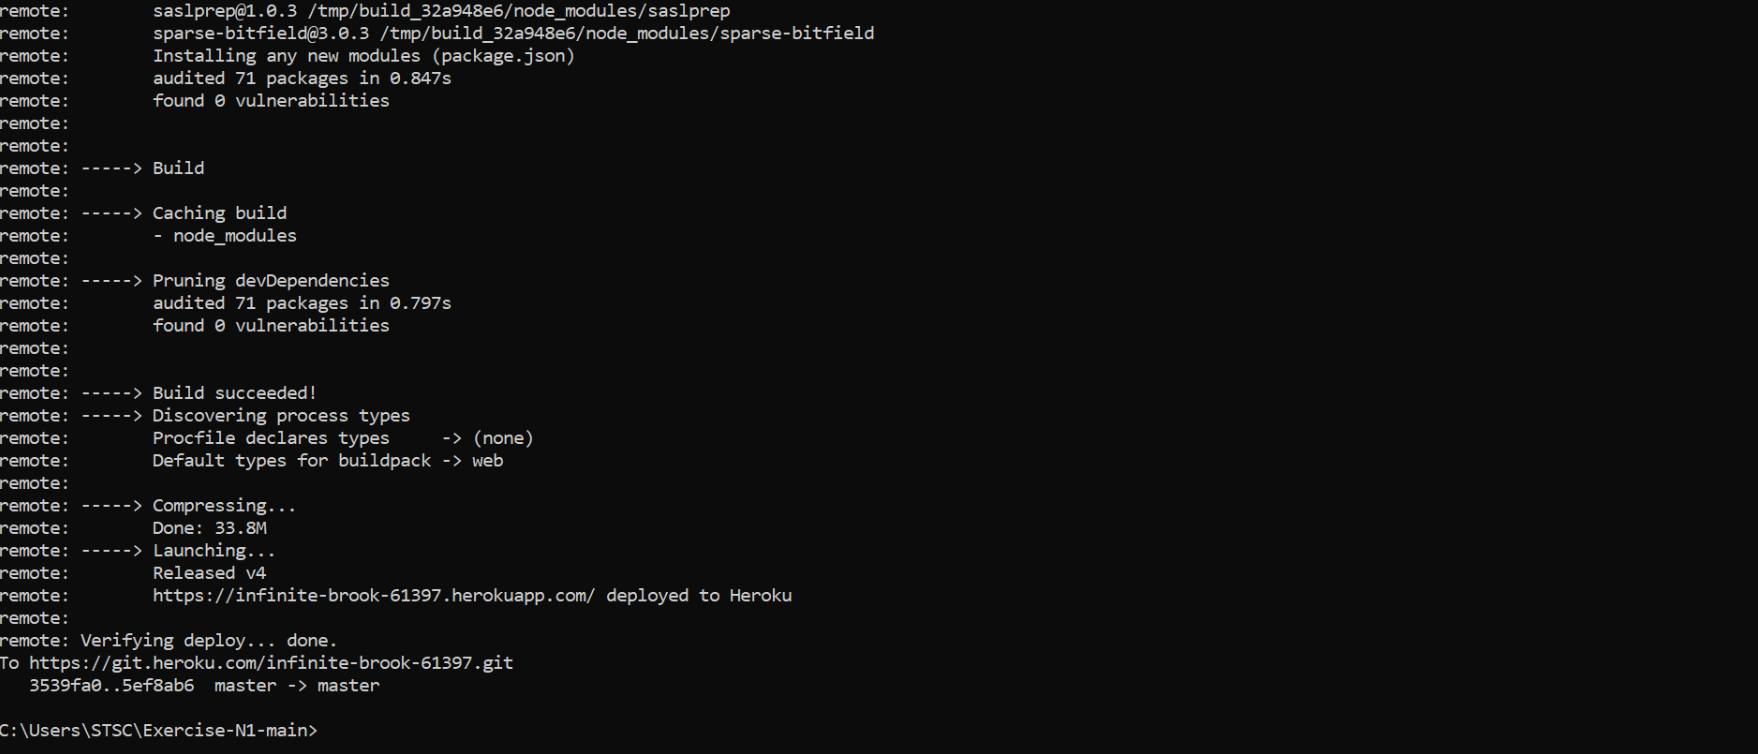 remote:        saslprep@1.0.3 /tmp/build_32a948e6/node_modules/saslprep
remote:        sparse-bitfield@3.0.3 /tmp/build_32a948e6/node_modules/sparse-bitfield
remote:        Installing any new modules (package.json)
remote:        audited 71 packages in 0.847s
remote:        found 0 vulnerabilities
remote:
remote:
remote: -----> Build
remote:
remote: -----> Caching build
remote:        - node_modules
remote:
remote: -----> Pruning devDependencies
remote:        audited 71 packages in 0.797s
remote:        found 0 vulnerabilities
remote:
remote:
remote: -----> Build succeeded!
remote: -----> Discovering process types
remote:        Procfile declares types     -> (none)
remote:        Default types for buildpack -> web
remote:
remote: -----> Compressing...
remote:        Done: 33.8M
remote: -----> Launching...
remote:        Released v4
remote:        https://infinite-brook-61397.herokuapp.com/ deployed to Heroku
remote:
remote: Verifying deploy... done.
To https://git.heroku.com/infinite-brook-61397.git
   3539fa0..5ef8ab6  master -> master
C:\Users\STSC\Exercise-N1-main>